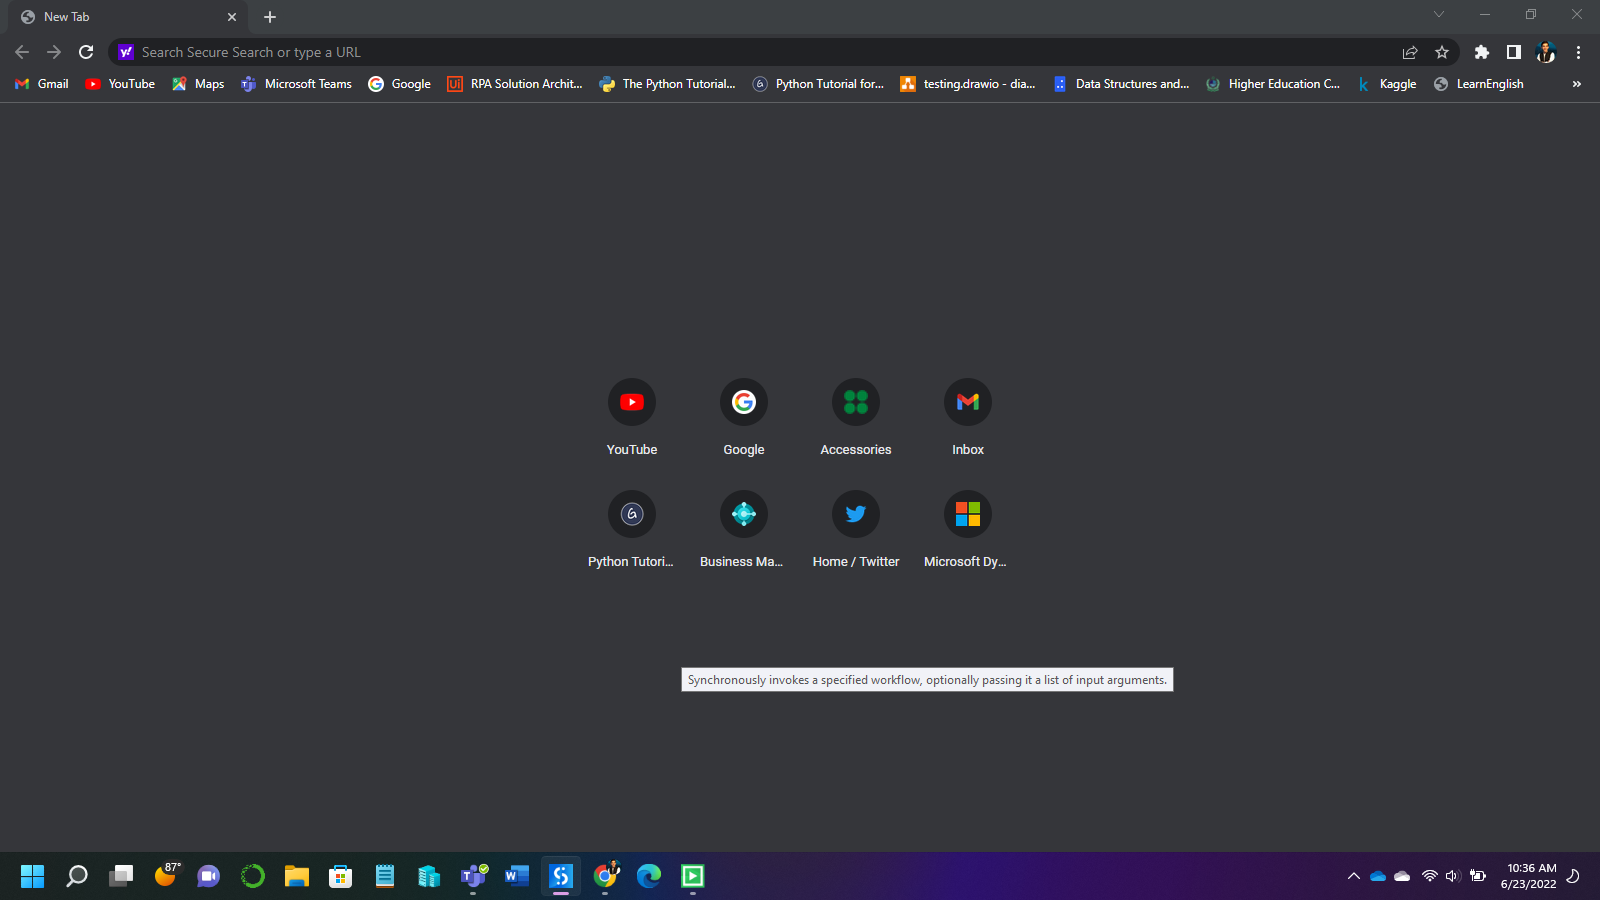 New Tab
Search Secure Search or type a URL
Gmail YouTube Maps Microsoft Teams Google RPA Solution Archit... The Python Tutorial... Python Tutorial for... testing.drawio - dia... Data Structures and... Higher Education C... Kaggle LearnEnglish »
YouTube Google Accessories Inbox
Python Tutori... Business Ma... Home / Twitter Microsoft Dy...
Synchronously invokes a specified workflow, optionally passing it a list of input arguments.
87°
10:36 AM
6/23/2022